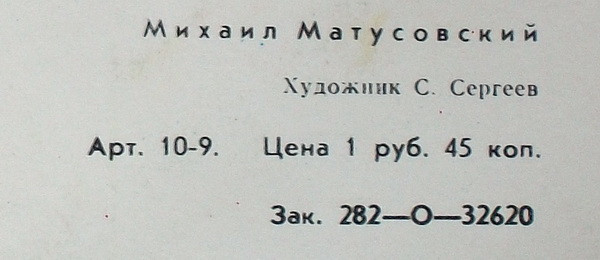 Михаил Матусовский
Художник С. Сергеев
Арт. 10-9. Цена 1 руб. 45 коп.
Зак. 282—О—32620